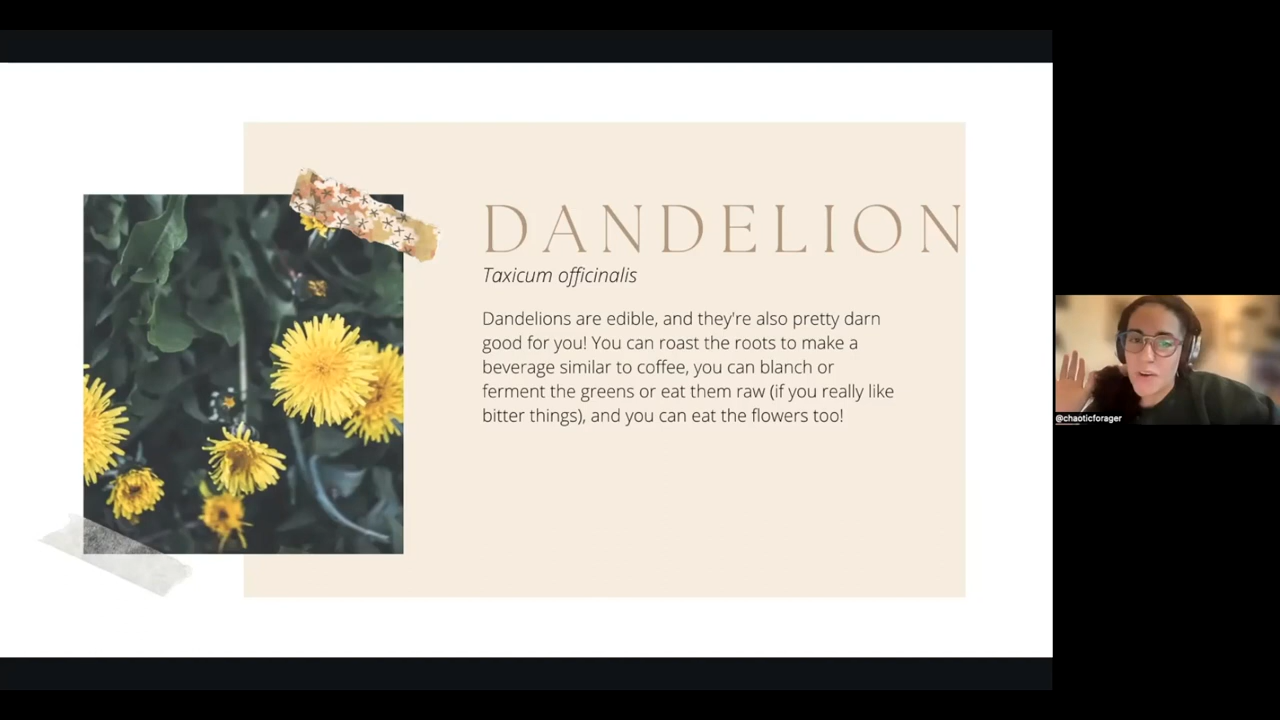 DANDELION
Taxicum officinalis
Dandelions are edible, and they're also pretty darn
good for you! You can roast the roots to make a
beverage similar to coffee, you can blanch or
ferment the greens or eat them raw (if you really like
bitter things), and you can eat the flowers too!
@chaoticforager